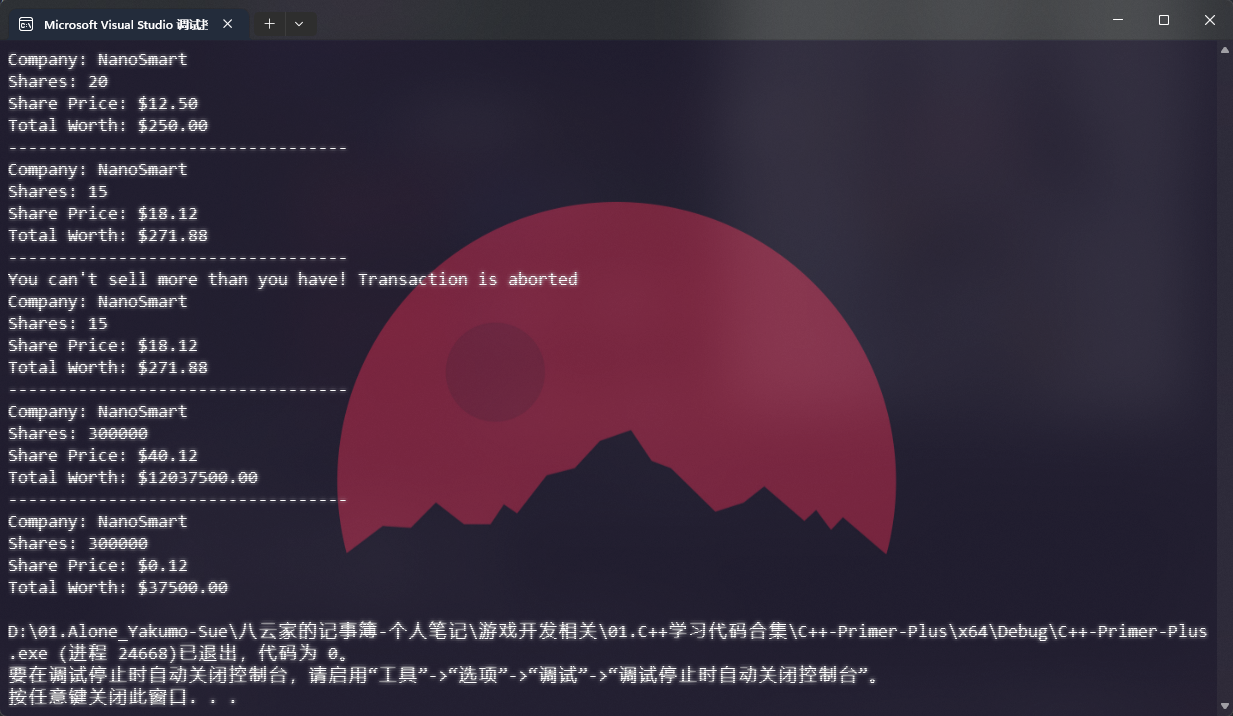 Microsoft Visual Studio 调试
Company: NanoSmart
Shares: 20
Share Price: $12.50
Total Worth: $250.00
----------------------------------
Company: NanoSmart
Shares: 15
Share Price: $18.12
Total Worth: $271.88
----------------------------------
You can't sell more than you have! Transaction is aborted
Company: NanoSmart
Shares: 15
Share Price: $18.12
Total Worth: $271.88
----------------------------------
Company: NanoSmart
Shares: 300000
Share Price: $40.12
Total Worth: $12037500.00
----------------------------------
Company: NanoSmart
Shares: 300000
Share Price: $0.12
Total Worth: $37500.00
D:\01.Alone_Yakumo-Sue\八云家的记事簿-个人笔记\游戏开发相关\01.C++学习代码合集\C++-Primer-Plus\x64\Debug\C++-Primer-Plus
.exe (进程 24668)已退出，代码为 0。
要在调试停止时自动关闭控制台，请启用“工具”->“选项”->“调试”->“调试停止时自动关闭控制台”。
按任意键关闭此窗口. . .